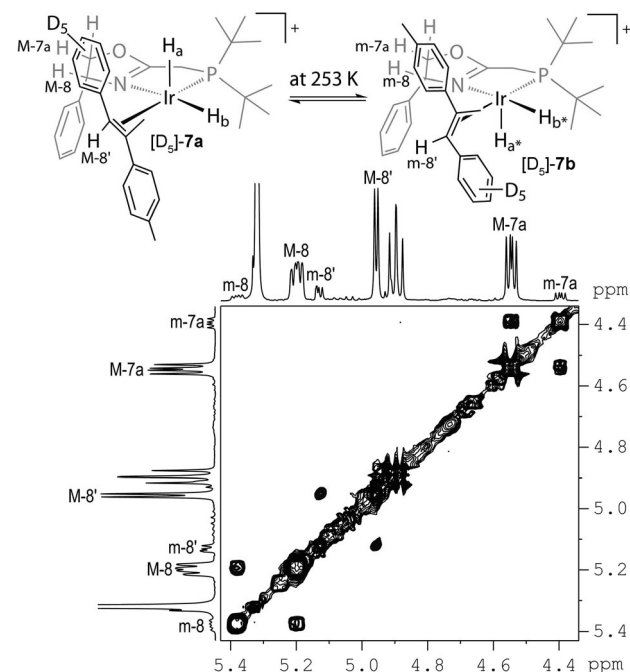 D5
H
H
M-7a
O
Ha
M-8
H
N
P
Ir
Hb
H
M-8'
[D5]-7a
]+
at 253 K
m-7a
H
H
O
m-8
H
N
P
Ir
Hb*
H
Ha*
m-8'
[D5]-7b
D5
]+
M-8'
M-7a
M-8
m-8
m-8'
m-7a
ppm
m-7a
M-7a
M-8'
m-8'
M-8
m-8
4.4
4.6
4.8
5.0
5.2
5.4
5.4 5.2 5.0 4.8 4.6 4.4 ppm